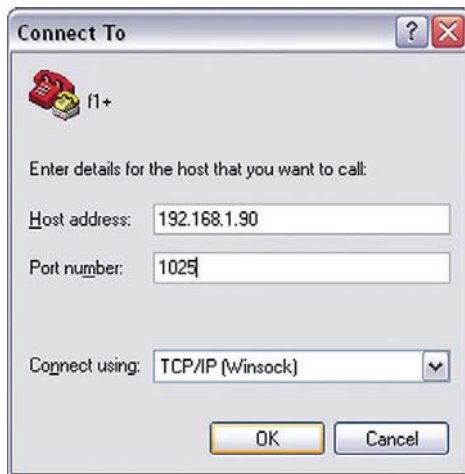 Connect To
f1+
Enter details for the host that you want to call:
Host address: 192.168.1.90
Port number: 1025
Connect using: TCP/IP (Winsock)
OK Cancel